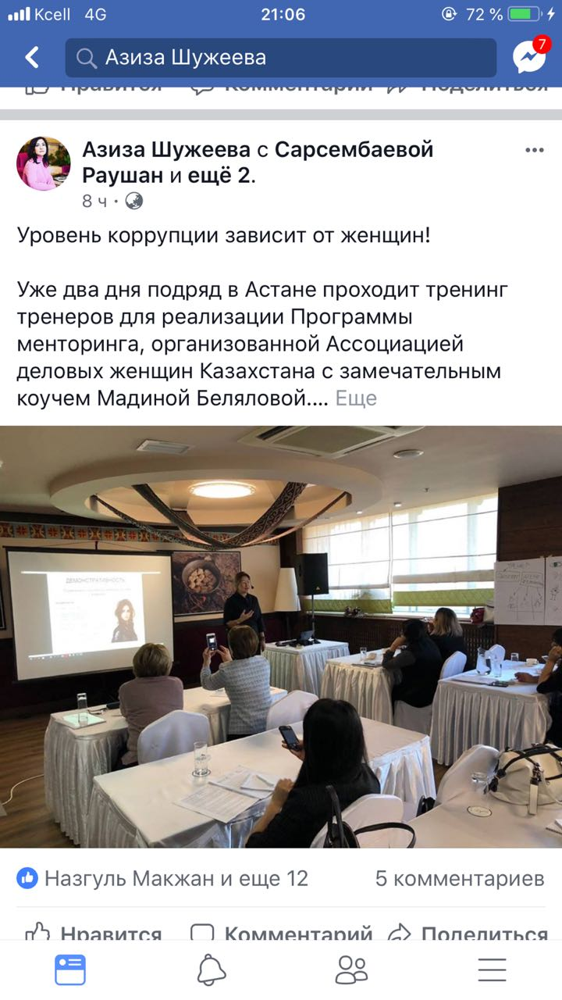 Kcell 4G 21:06 72 %
Азиза Шужеева
7
Нравится Комментарий Поделиться
Азиза Шужеева с Сарсембаевой
Раушан и ещё 2.
8 ч
Уровень коррупции зависит от женщин!
Уже два дня подряд в Астане проходит тренинг
тренеров для реализации Программы
менторинга, организованной Ассоциацией
деловых женщин Казахстана с замечательным
коучем Мадиной Беляловой.... Еще
ДЕМОНСТРАТИВНОСТЬ
Назгуль Макжан и еще 12 5 комментариев
Нравится Комментарий Поделиться